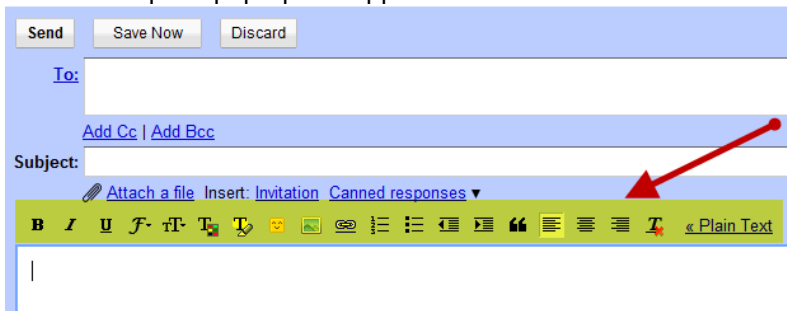 Send Save Now Discard
To:
Add Cc | Add Bcc
Subject:
Attach a file Insert: Invitation Canned responses ▼
B I U F T T T T « Plain Text